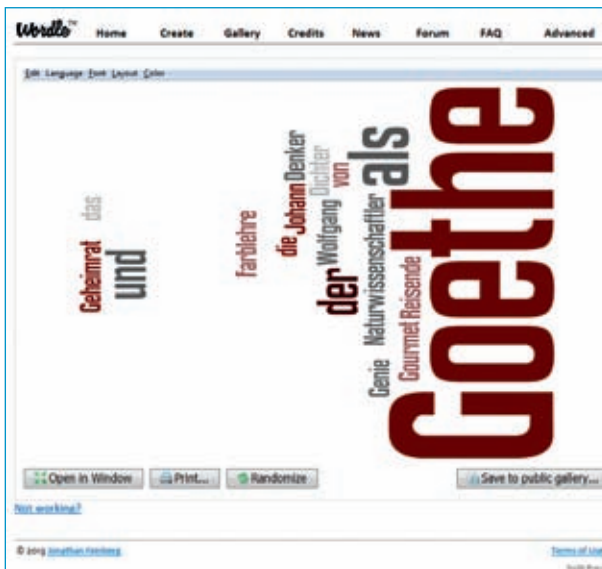 Wordle™ Home Create Gallery Credits News Forum FAQ Advanced
Edit Language Font Layout Color
Geheimrat
das
und
Farblehre
die
Johann
Denker
Dichter
Wolfgang
von
der
als
Naturwissenschaftler
Genie
Gourmet
Reisende
Goethe
Open in Window Print... Randomize Save to public gallery...
Not working?
© 2013 Jonathan Feinberg Terms of Use